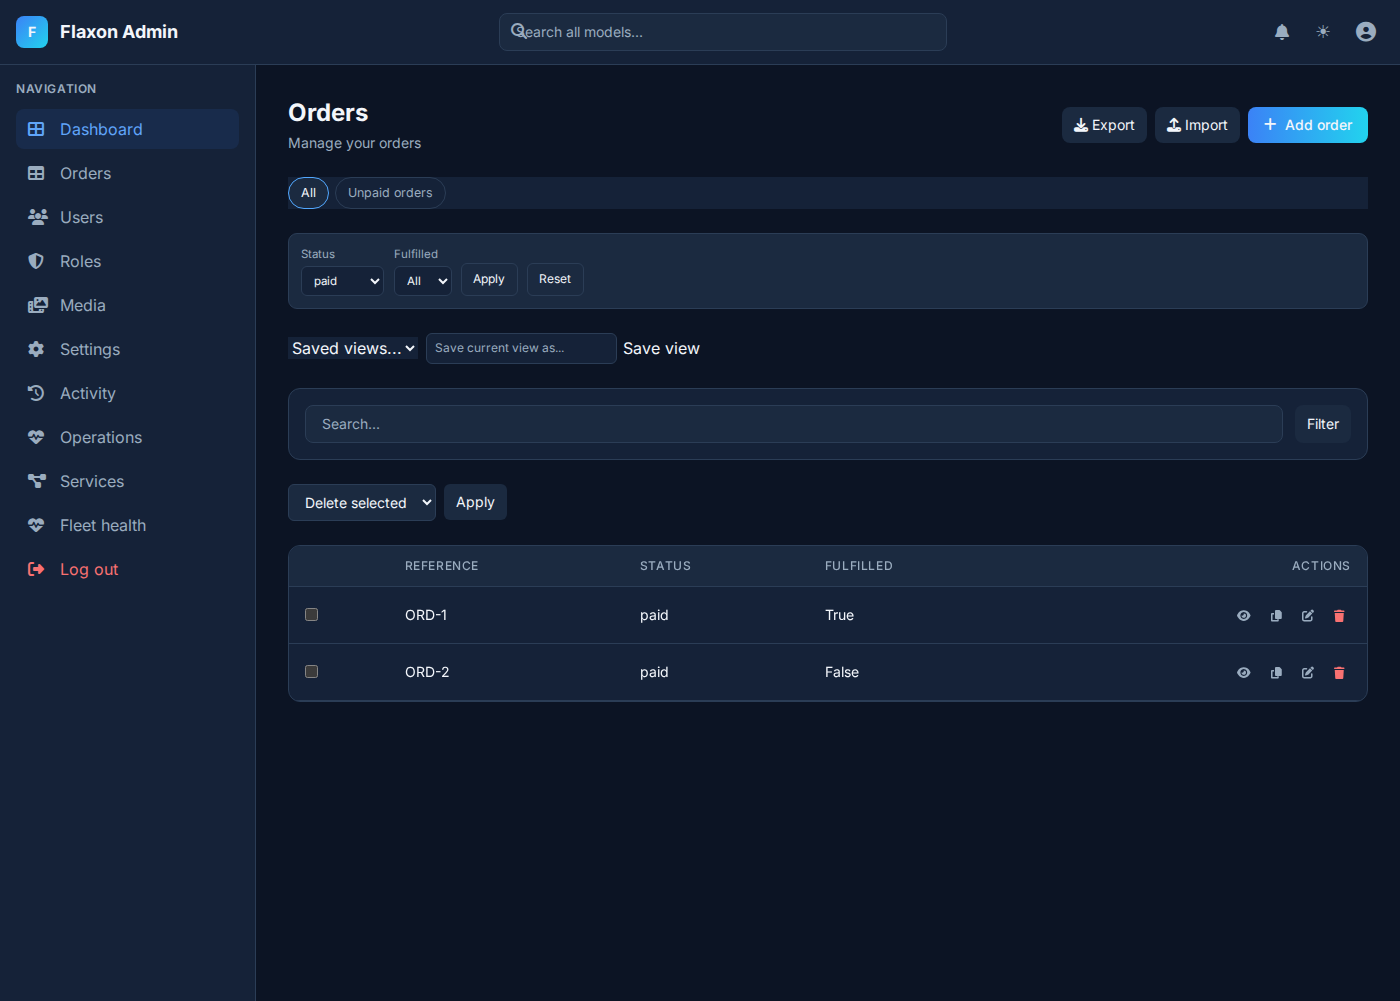 F Flaxon Admin
Search all models...
NAVIGATION
Dashboard
Orders
Users
Roles
Media
Settings
Activity
Operations
Services
Fleet health
Log out
Orders
Manage your orders
Export Import Add order
All Unpaid orders
Status Fulfilled
paid All Apply Reset
Saved views... Save current view as... Save view
Search... Filter
Delete selected Apply
REFERENCE STATUS FULFILLED ACTIONS
ORD-1 paid True
ORD-2 paid False